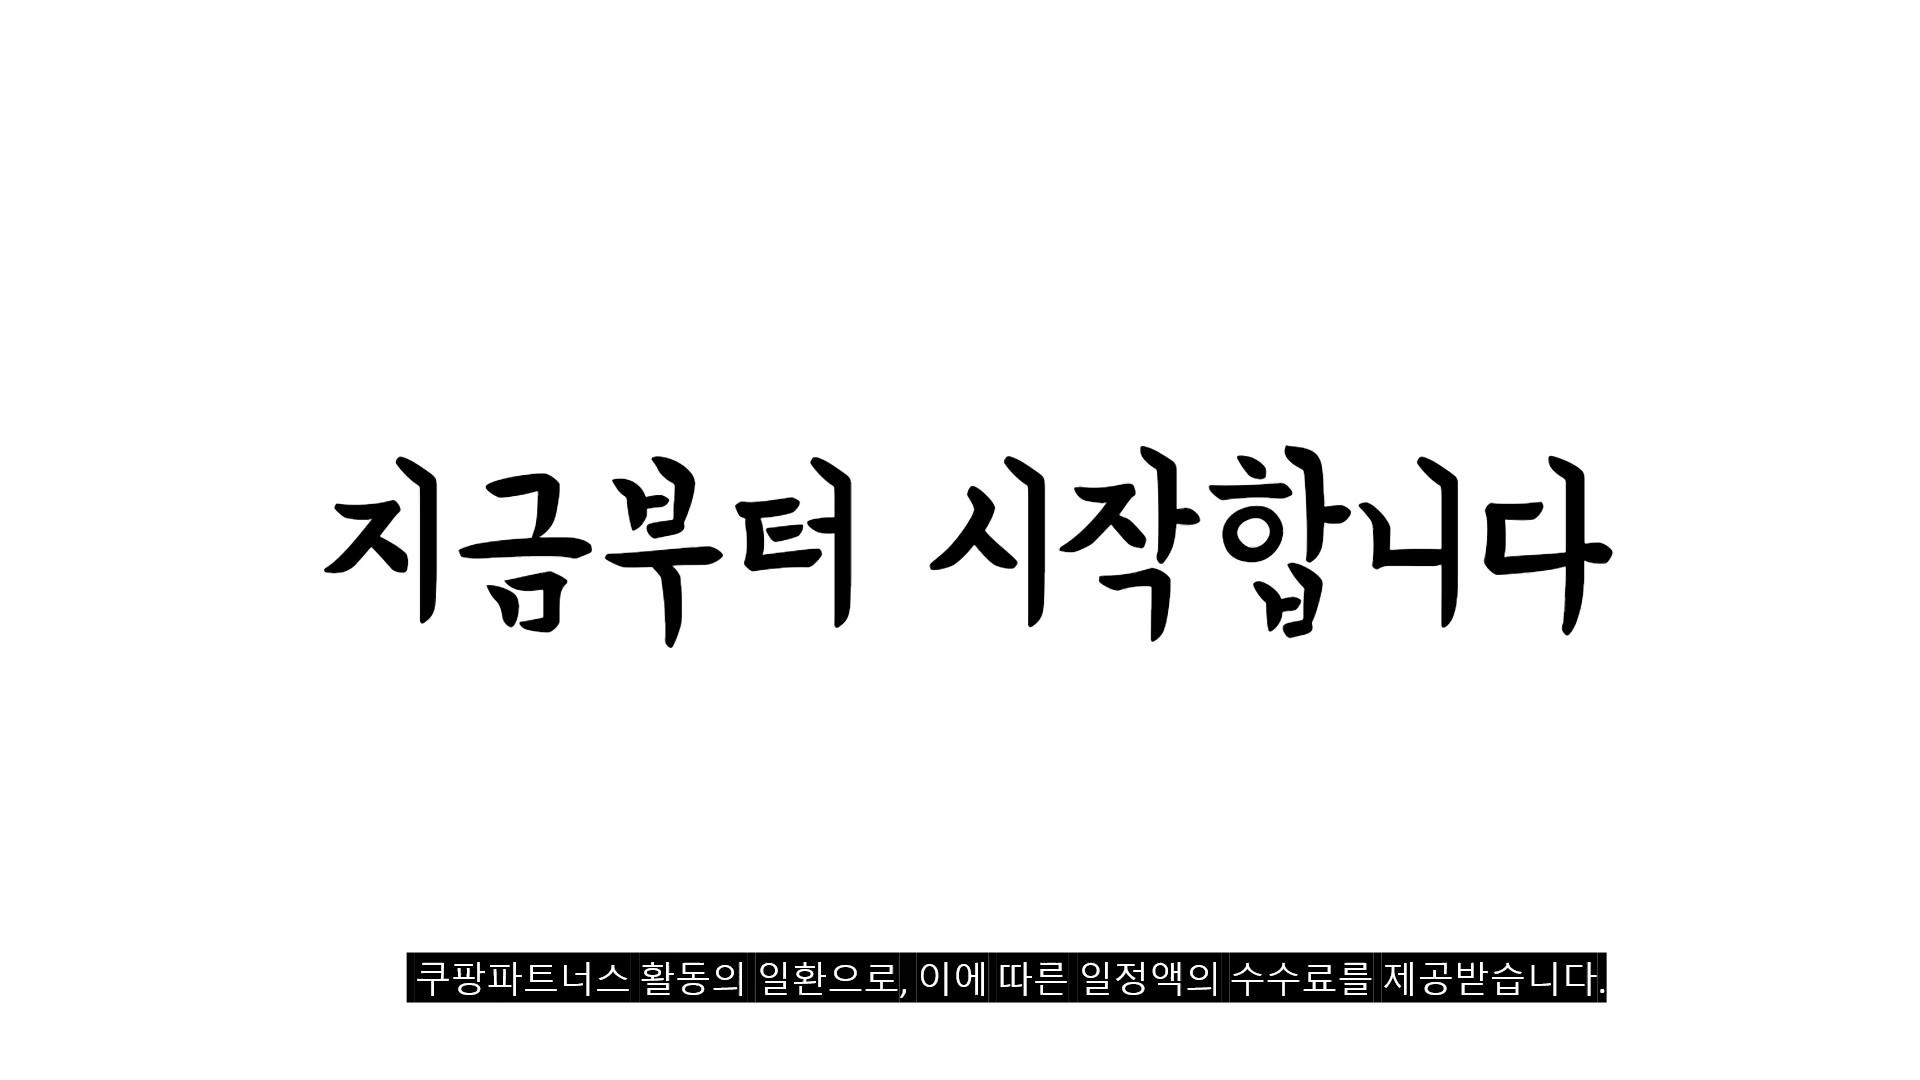 지금부터 시작합니다
쿠팡파트너스 활동의 일환으로, 이에 따른 일정액의 수수료를 제공받습니다.